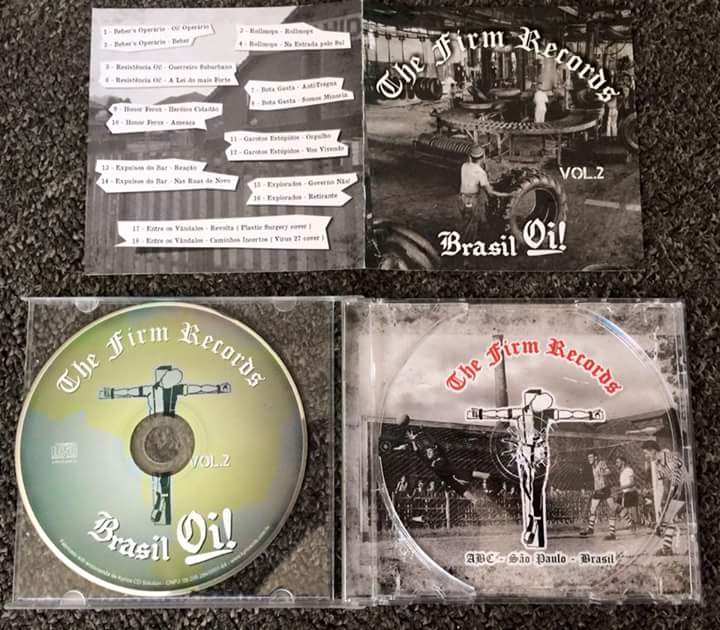 1 - Beber's Operário - Oi! Operário
2 - Beber's Operário - Beber
3 - Rollmops - Rollmops
4 - Rollmops - Na Estrada pelo Sul
5 - Resistência Oi! - Guerreiro Suburbano
6 - Resistência Oi! - A Lei do mais Forte
7 - Bota Gasta - Anti-Trégua
8 - Bota Gasta - Somos Minoria
9 - Honor Ferox - Heróico Cidadão
10 - Honor Ferox - Ameaça
11 - Garotos Estúpidos - Orgulho
12 - Garotos Estúpidos - Vou Vivendo
13 - Expulsos do Bar - Reação
14 - Expulsos do Bar - Nas Ruas de Novo
15 - Explorados - Governo Não!
16 - Explorados - Retirante
17 - Entre os Vândalos - Revolta ( Plastic Surgery cover )
18 - Entre os Vândalos - Caminhos Incertos ( Virus 27 cover )
The Firm Records
VOL.2
Brasil Oi!
The Firm Records
VOL.2
Brasil Oi!
The Firm Records
ABC - São Paulo - Brasil